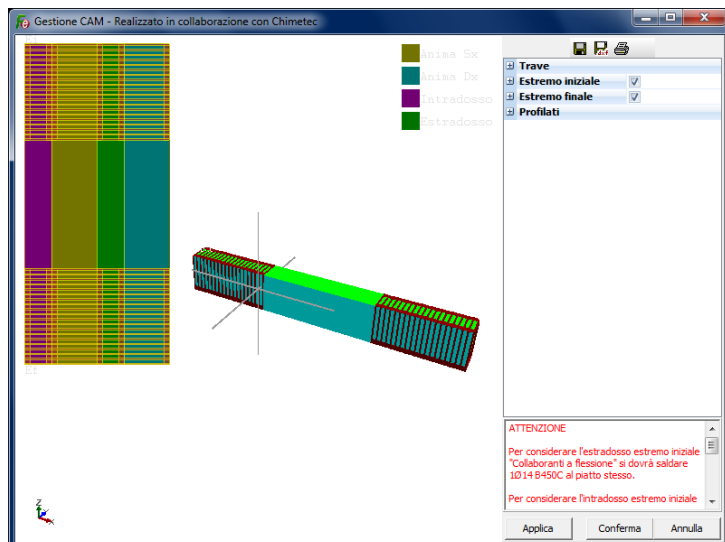 Gestione CAM - Realizzato in collaborazione con Chimetec
Ei
Anima Sx
Anima Dx
Intradosso
Estradosso
Ef
Z
X
Trave
Estremo iniziale
Estremo finale
Profilati
ATTENZIONE
Per considerare l'estradosso estremo iniziale
"Collaboranti a flessione" si dovrà saldare
1Ø14 B450C al piatto stesso.
Per considerare l'intradosso estremo iniziale
Applica
Conferma
Annulla